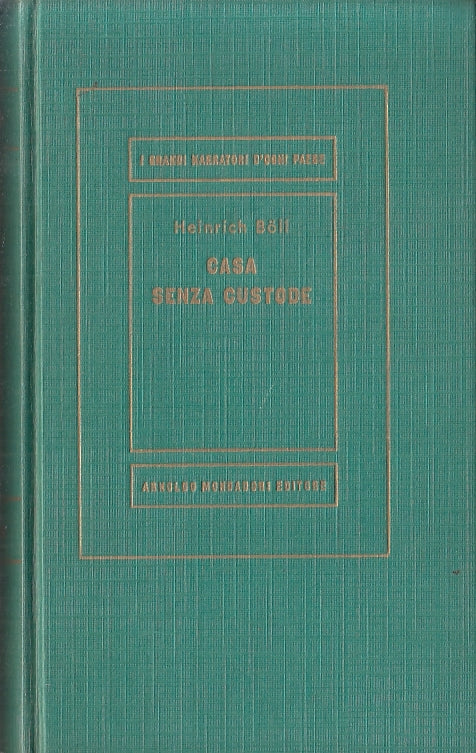 I GRANDI NARRATORI D'OGNI PAESE
Heinrich Böll
CASA
SENZA CUSTODE
ARNOLDO MONDADORI EDITORE